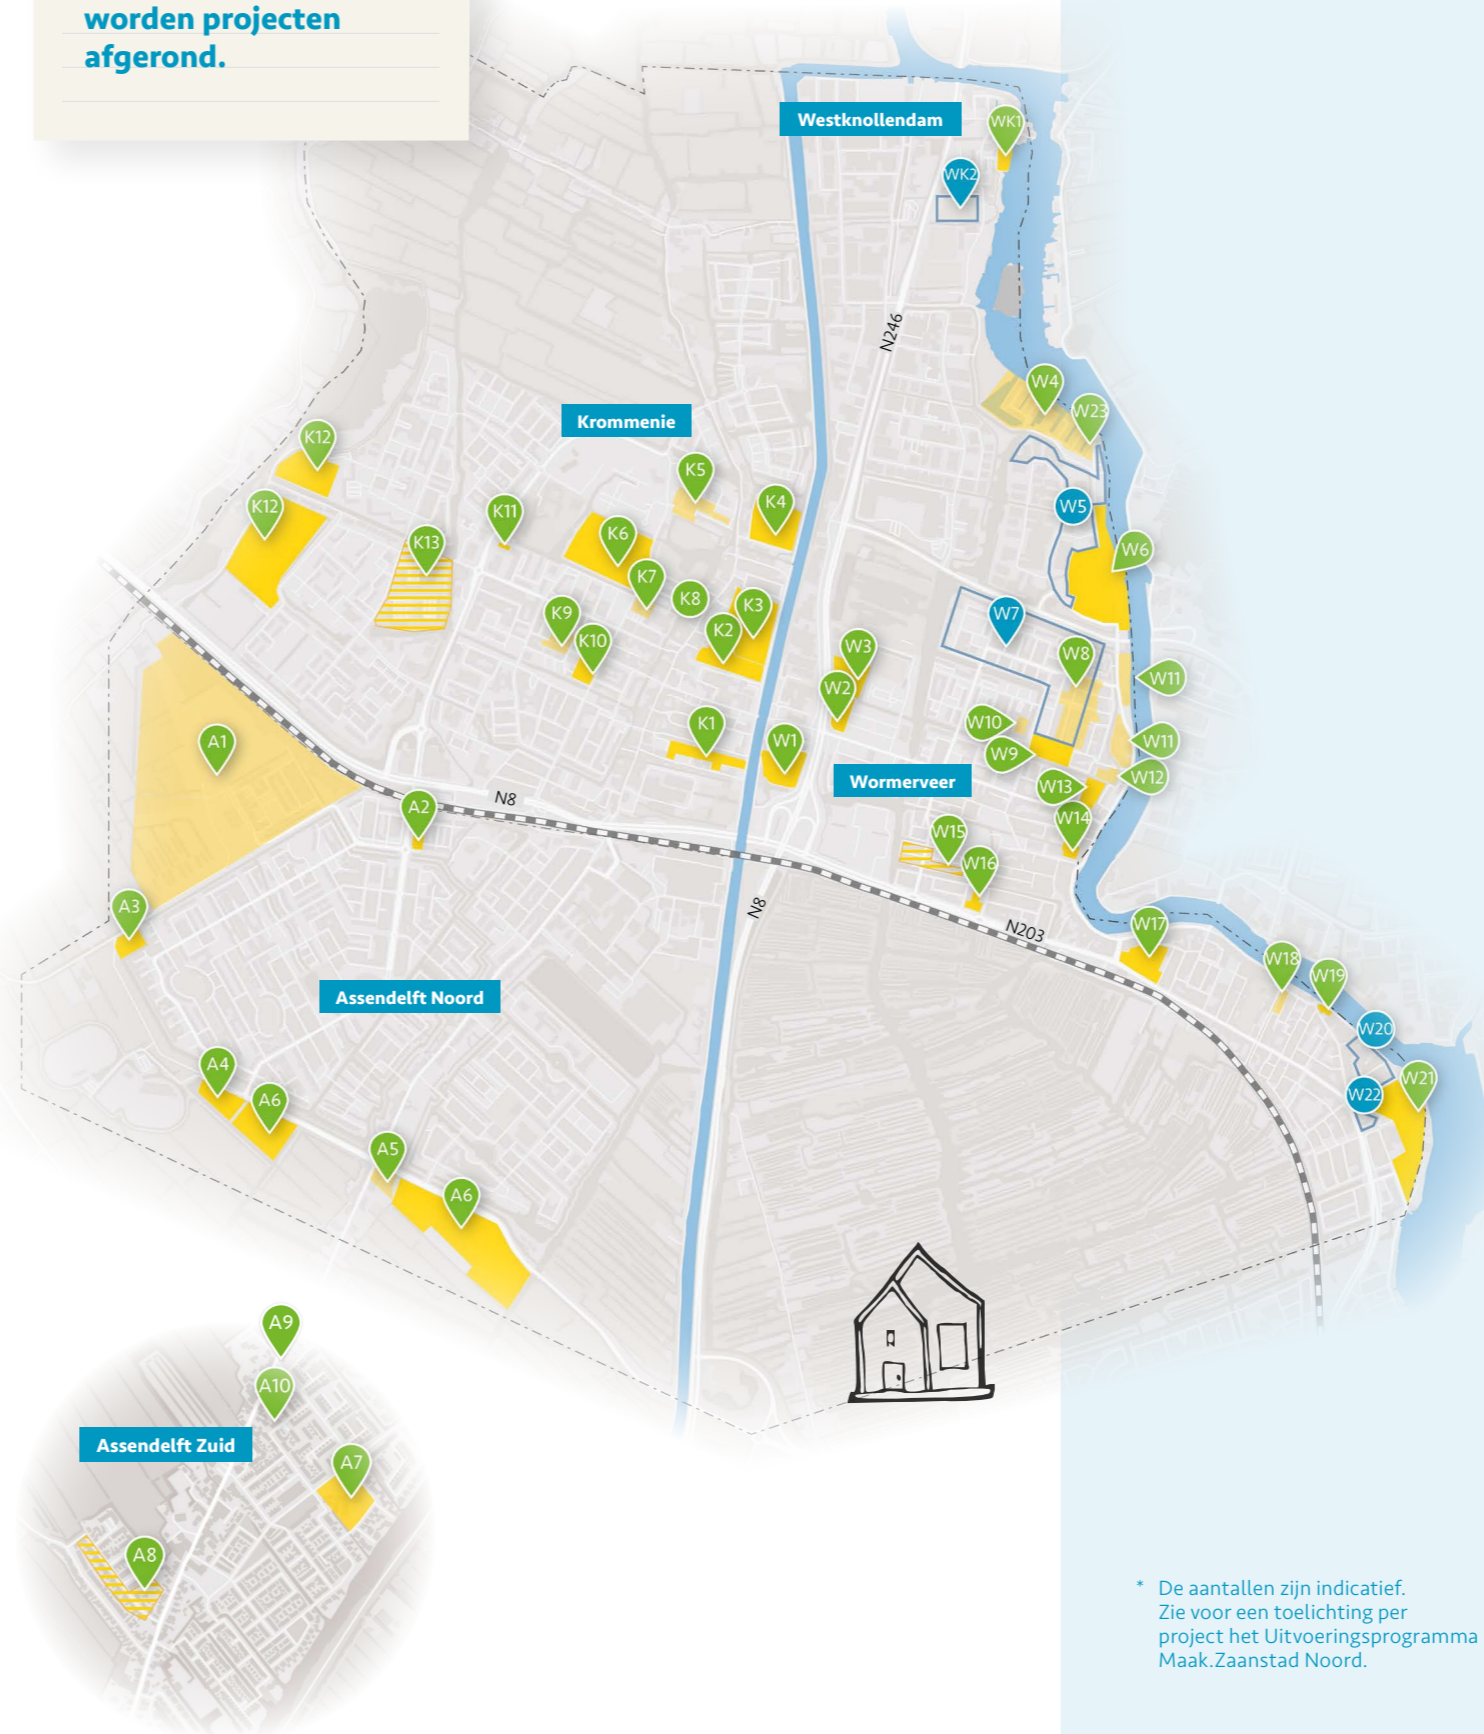 worden projecten
afgerond.
Westknollendam
WK1
WK2
N246
W4
W23
Krommenie
K12
K5
K12
K4
W5
K11
K6
K13
W6
K7
K8
K3
K9
W7
K2
K10
W3
W8
W11
W2
K1
W10
A1
W1
W11
W9
Wormerveer
W12
W13
N8
A2
W14
W15
W16
A3
N8
N203
W17
W18
W19
Assendelft Noord
W20
A4
W21
W22
A6
A5
A6
A9
A10
Assendelft Zuid
A7
A8
* De aantallen zijn indicatief.
Zie voor een toelichting per
project het Uitvoeringsprogramma
Maak.Zaanstad Noord.